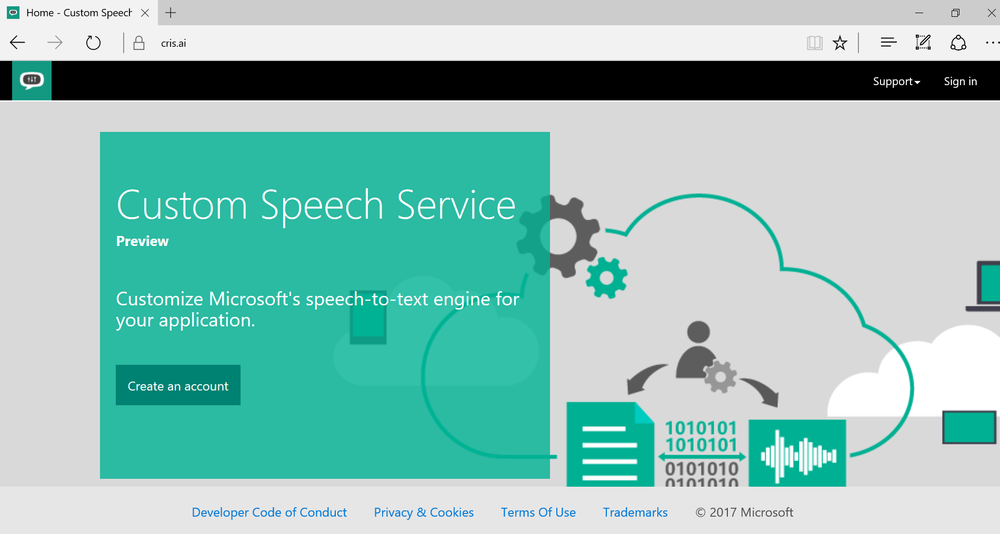 Home - Custom Speech
cris.ai
Support
Sign in
Custom Speech Service
Preview
Customize Microsoft's speech-to-text engine for
your application.
Create an account
1010101
1010101
0101010
0101010
Developer Code of Conduct
Privacy & Cookies
Terms Of Use
Trademarks
© 2017 Microsoft